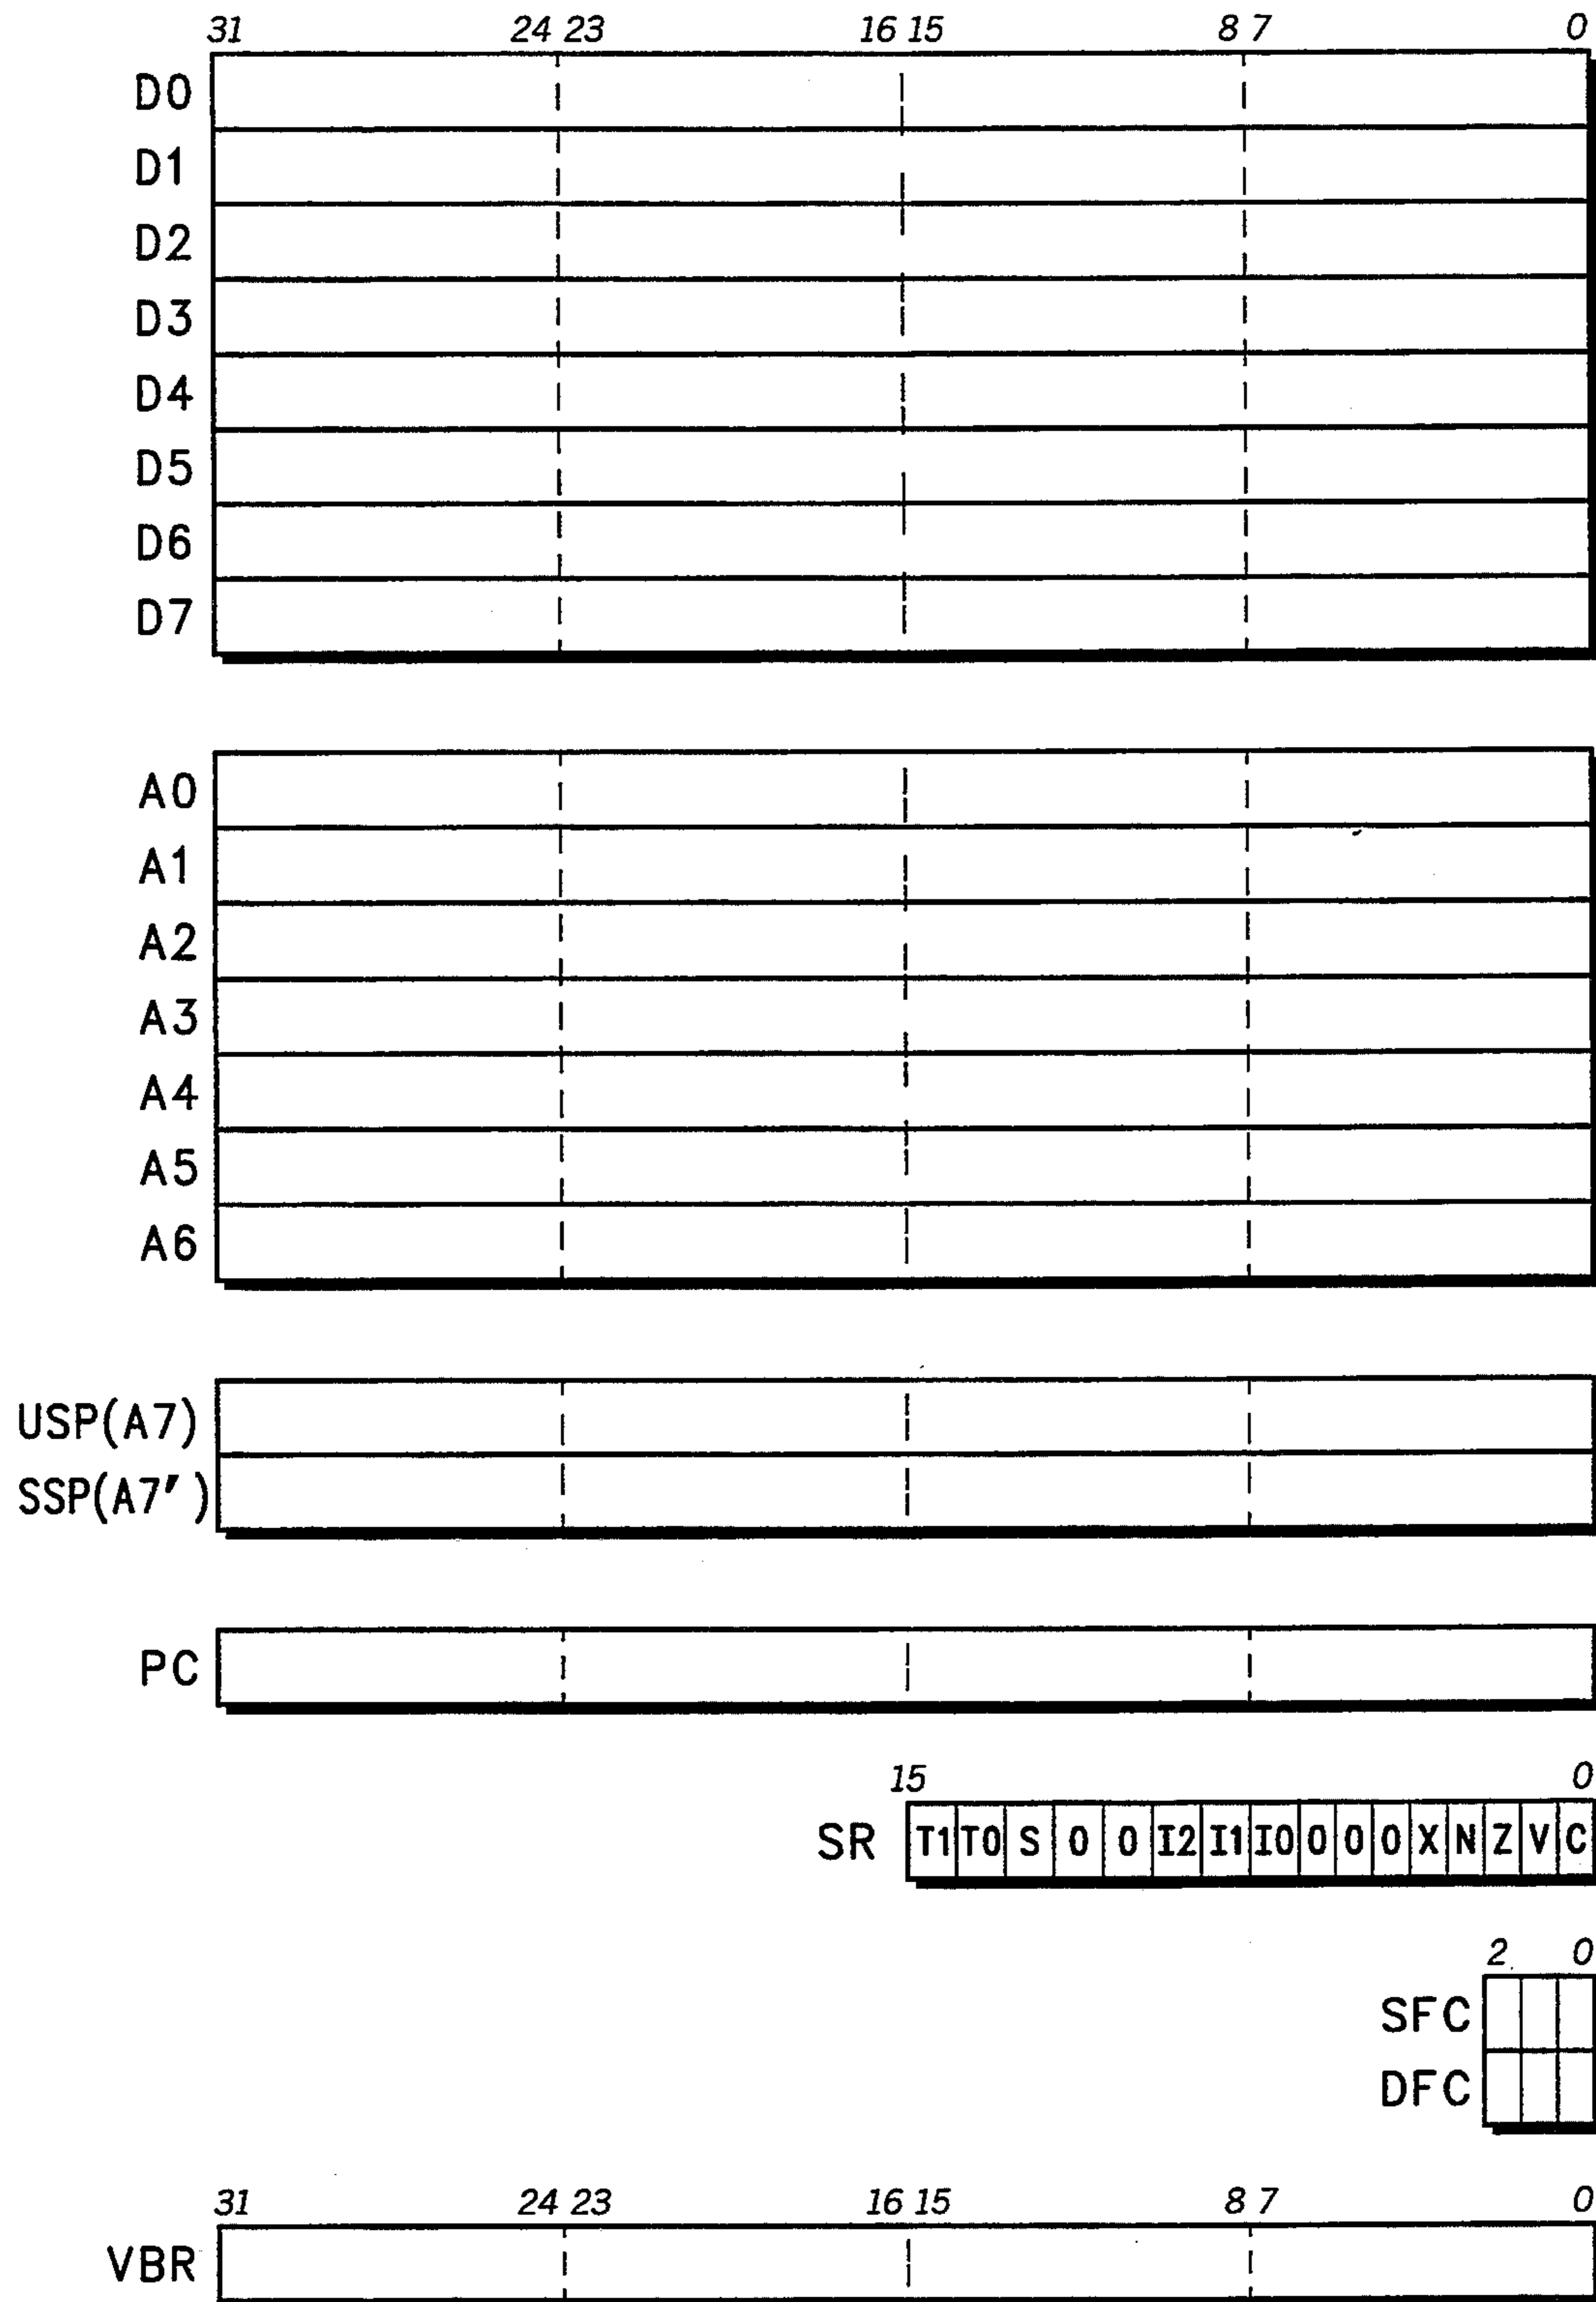 31 24 23 16 15 8 7 0
D0
D1
D2
D3
D4
D5
D6
D7
A0
A1
A2
A3
A4
A5
A6
USP(A7)
SSP(A7′)
PC
15 0
SR T1 T0 S 0 0 I2 I1 I0 0 0 0 X N Z V C
2 0
SFC
DFC
31 24 23 16 15 8 7 0
VBR